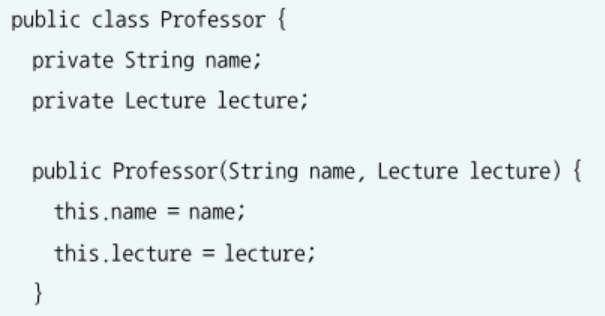 public class Professor {
private String name;
private Lecture lecture;
public Professor(String name, Lecture lecture) {
this.name = name;
this.lecture = lecture;
}